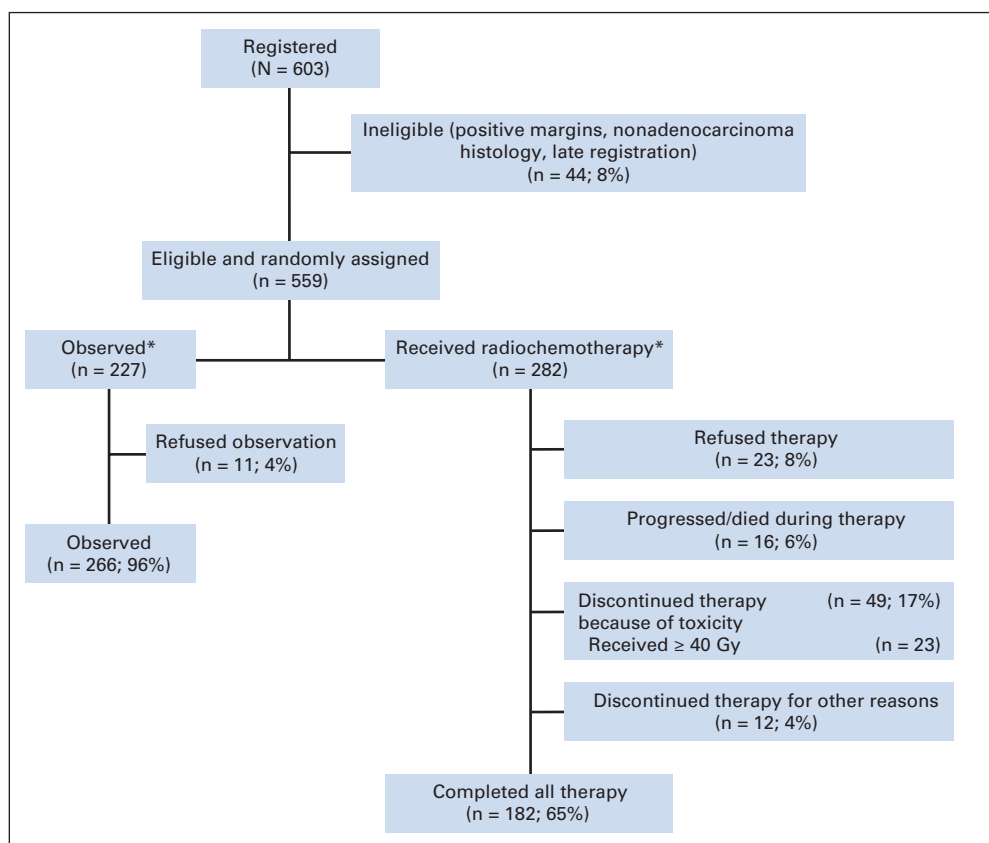 Registered
(N = 603)
Ineligible (positive margins, nonadenocarcinoma
histology, late registration)
(n = 44; 8%)
Eligible and randomly assigned
(n = 559)
Observed*
(n = 227)
Received radiochemotherapy*
(n = 282)
Refused observation
(n = 11; 4%)
Observed
(n = 266; 96%)
Refused therapy
(n = 23; 8%)
Progressed/died during therapy
(n = 16; 6%)
Discontinued therapy (n = 49; 17%)
because of toxicity
Received ≥ 40 Gy (n = 23)
Discontinued therapy for other reasons
(n = 12; 4%)
Completed all therapy
(n = 182; 65%)